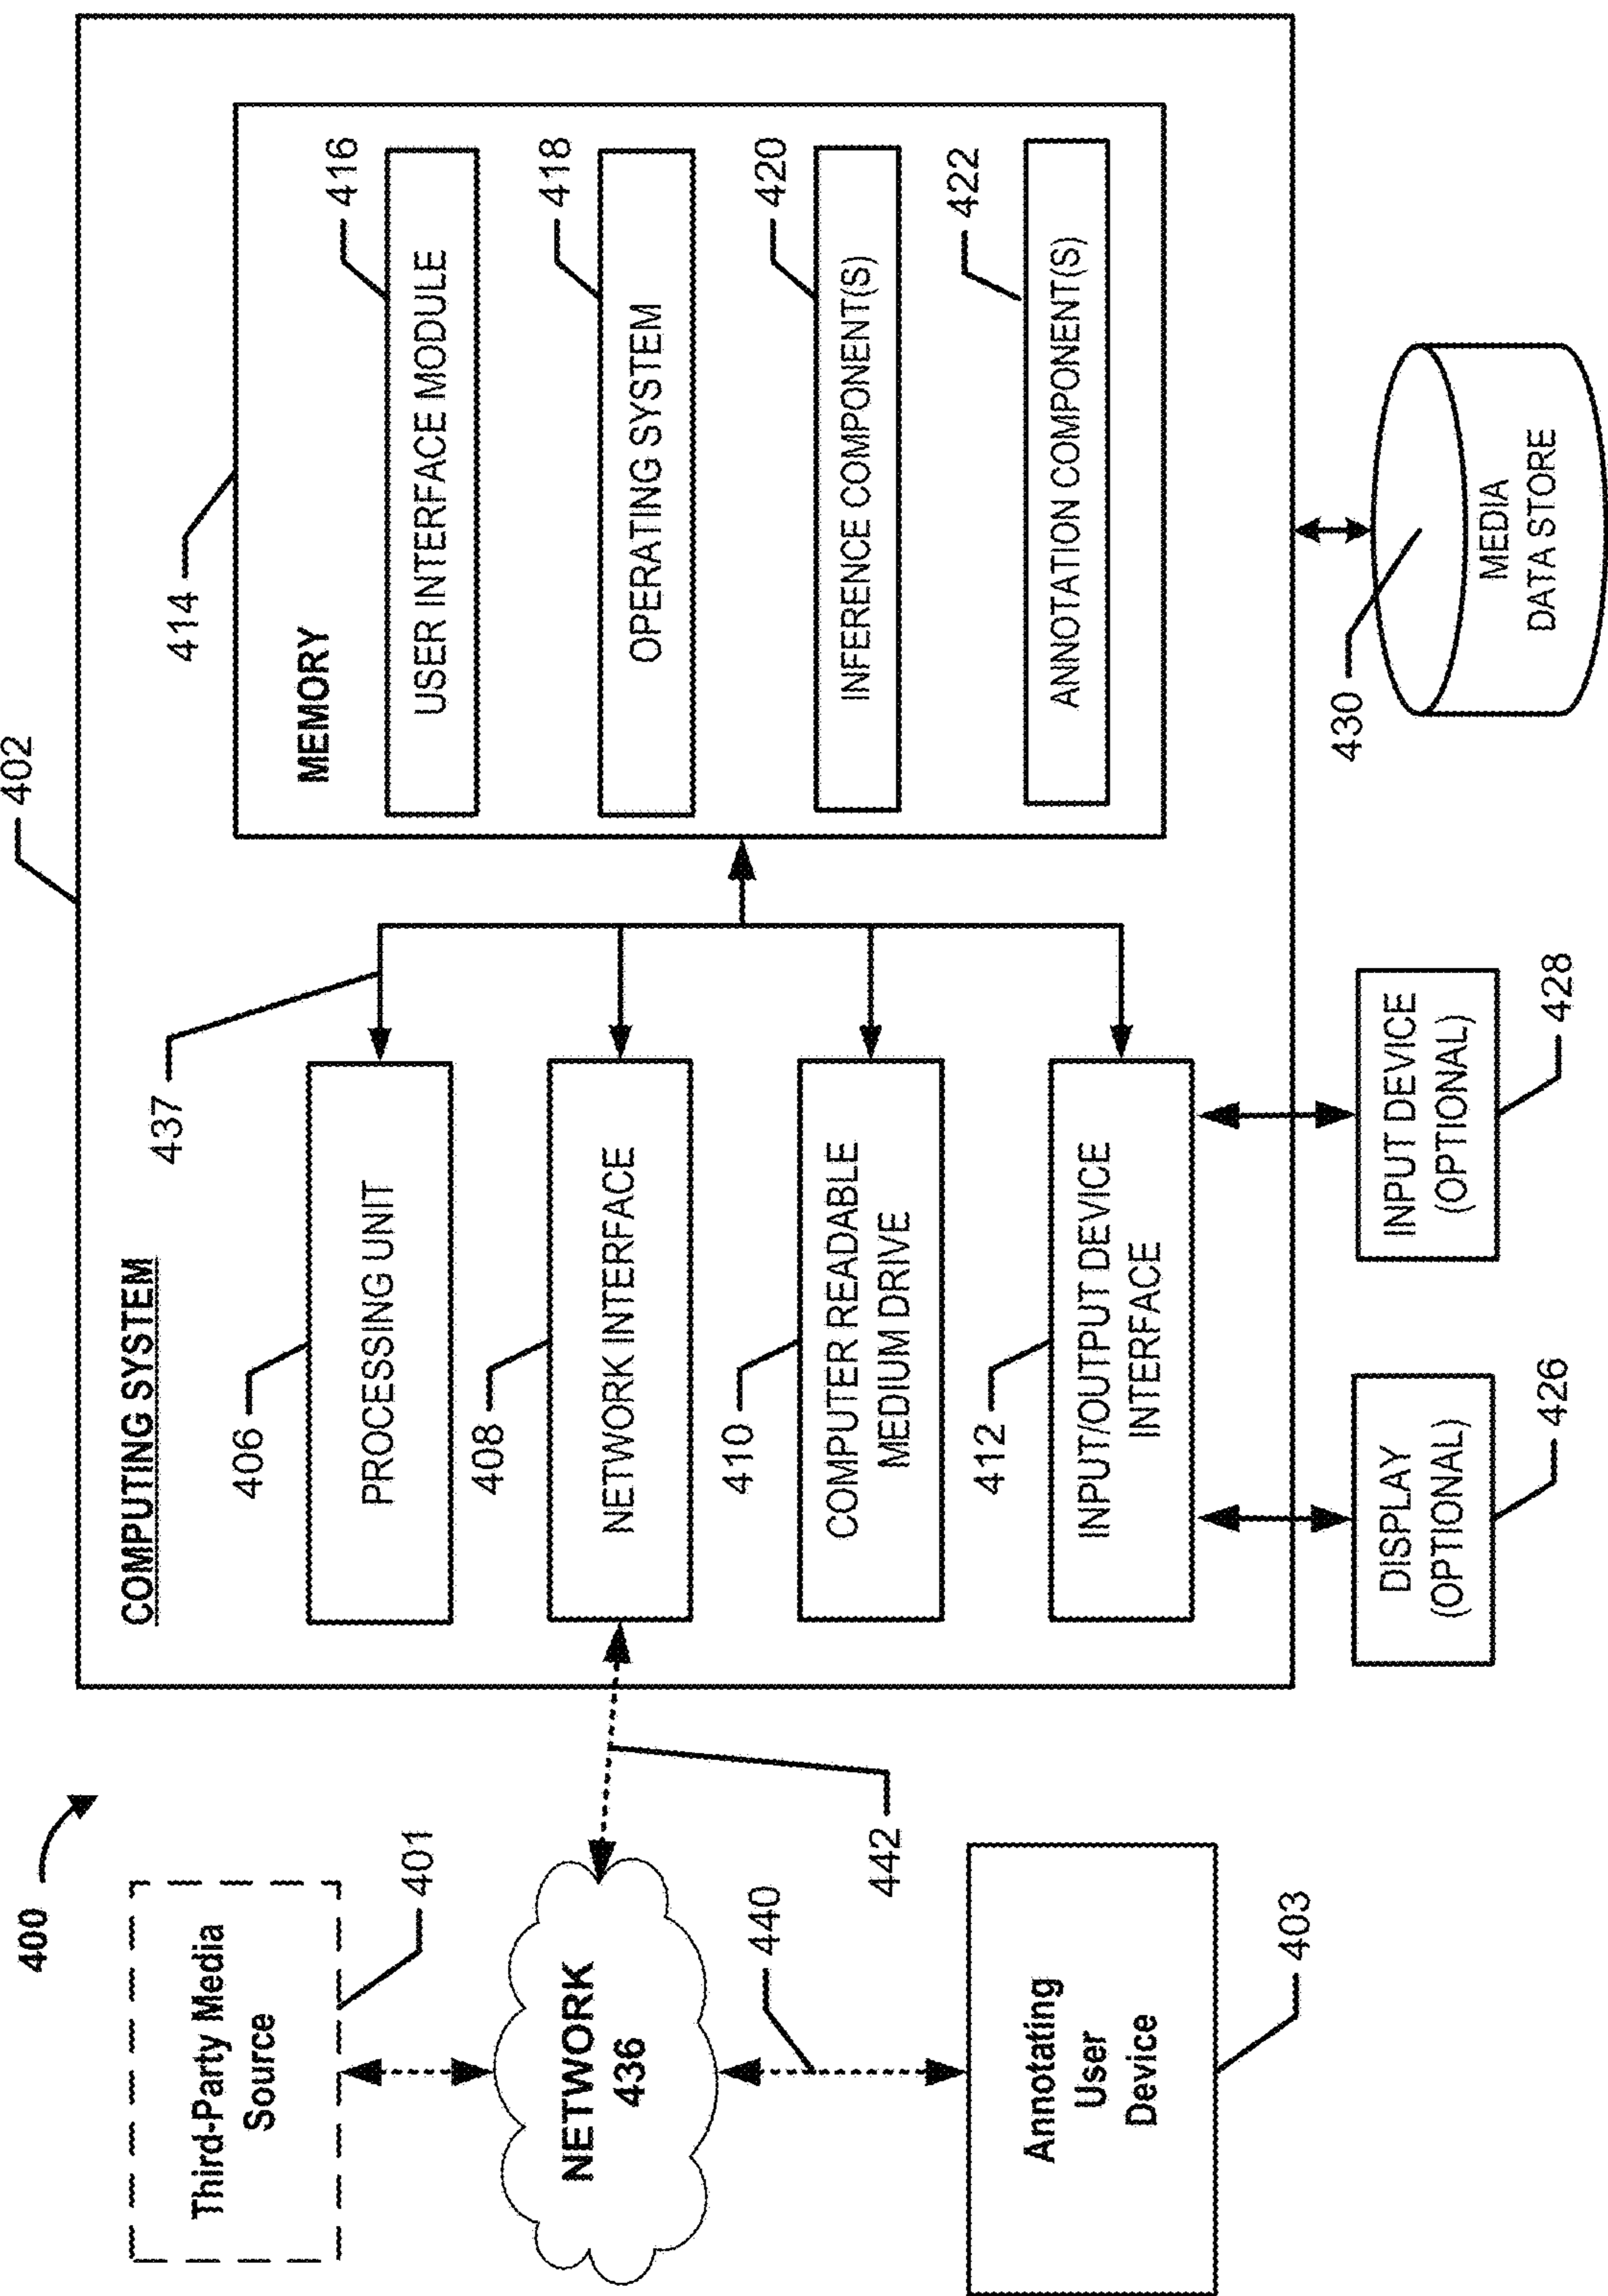 400
402
Third-Party Media
Source
401
NETWORK
436
440
442
Annotating
User
Device
403
COMPUTING SYSTEM
437
406
PROCESSING UNIT
408
NETWORK INTERFACE
410
COMPUTER READABLE
MEDIUM DRIVE
412
INPUT/OUTPUT DEVICE
INTERFACE
414
MEMORY
416
USER INTERFACE MODULE
418
OPERATING SYSTEM
420
INFERENCE COMPONENT(S)
422
ANNOTATION COMPONENT(S)
DISPLAY
(OPTIONAL)
426
INPUT DEVICE
(OPTIONAL)
428
430
MEDIA
DATA STORE